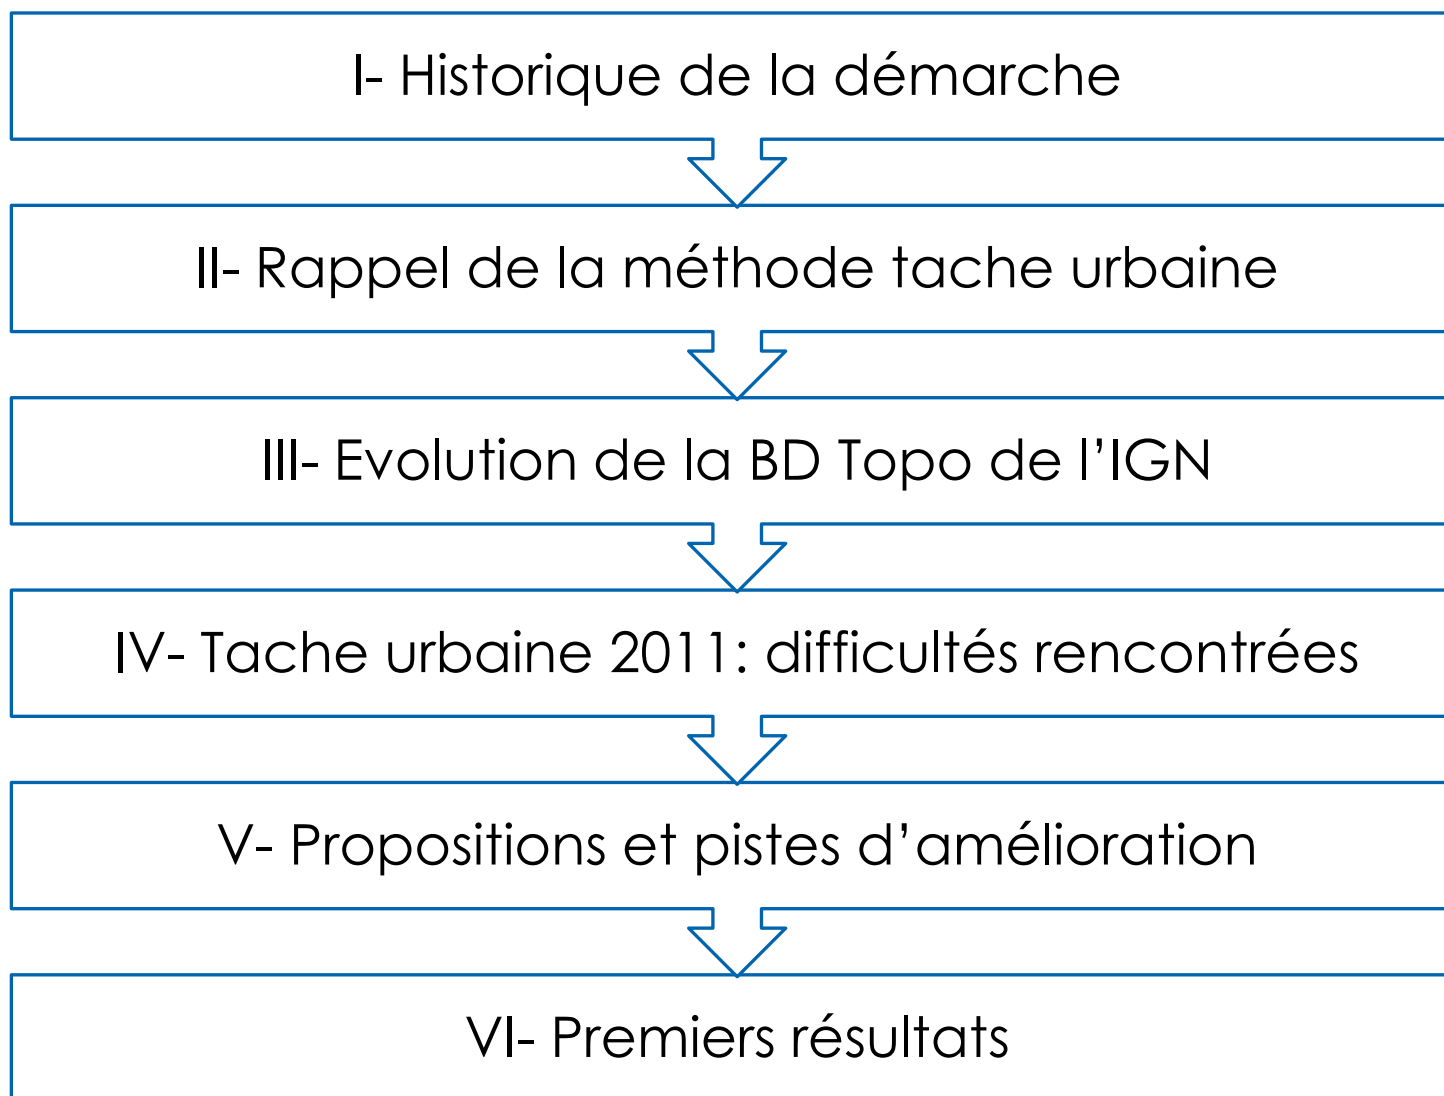 I- Historique de la démarche
II- Rappel de la méthode tache urbaine
III- Evolution de la BD Topo de l’IGN
IV- Tache urbaine 2011: difficultés rencontrées
V- Propositions et pistes d’amélioration
VI- Premiers résultats